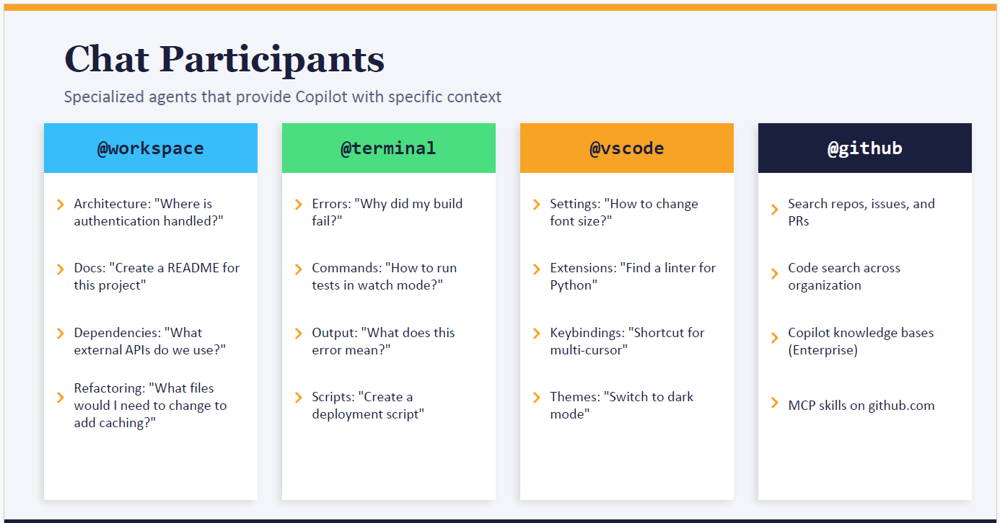 Chat Participants
Specialized agents that provide Copilot with specific context
@workspace
Architecture: "Where is
authentication handled?"
Docs: "Create a README for
this project"
Dependencies: "What
external APIs do we use?"
Refactoring: "What files
would I need to change to
add caching?"
@terminal
Errors: "Why did my build
fail?"
Commands: "How to run
tests in watch mode?"
Output: "What does this
error mean?"
Scripts: "Create a
deployment script"
@vscode
Settings: "How to change
font size?"
Extensions: "Find a linter for
Python"
Keybindings: "Shortcut for
multi-cursor"
Themes: "Switch to dark
mode"
@github
Search repos, issues, and
PRs
Code search across
organization
Copilot knowledge bases
(Enterprise)
MCP skills on github.com